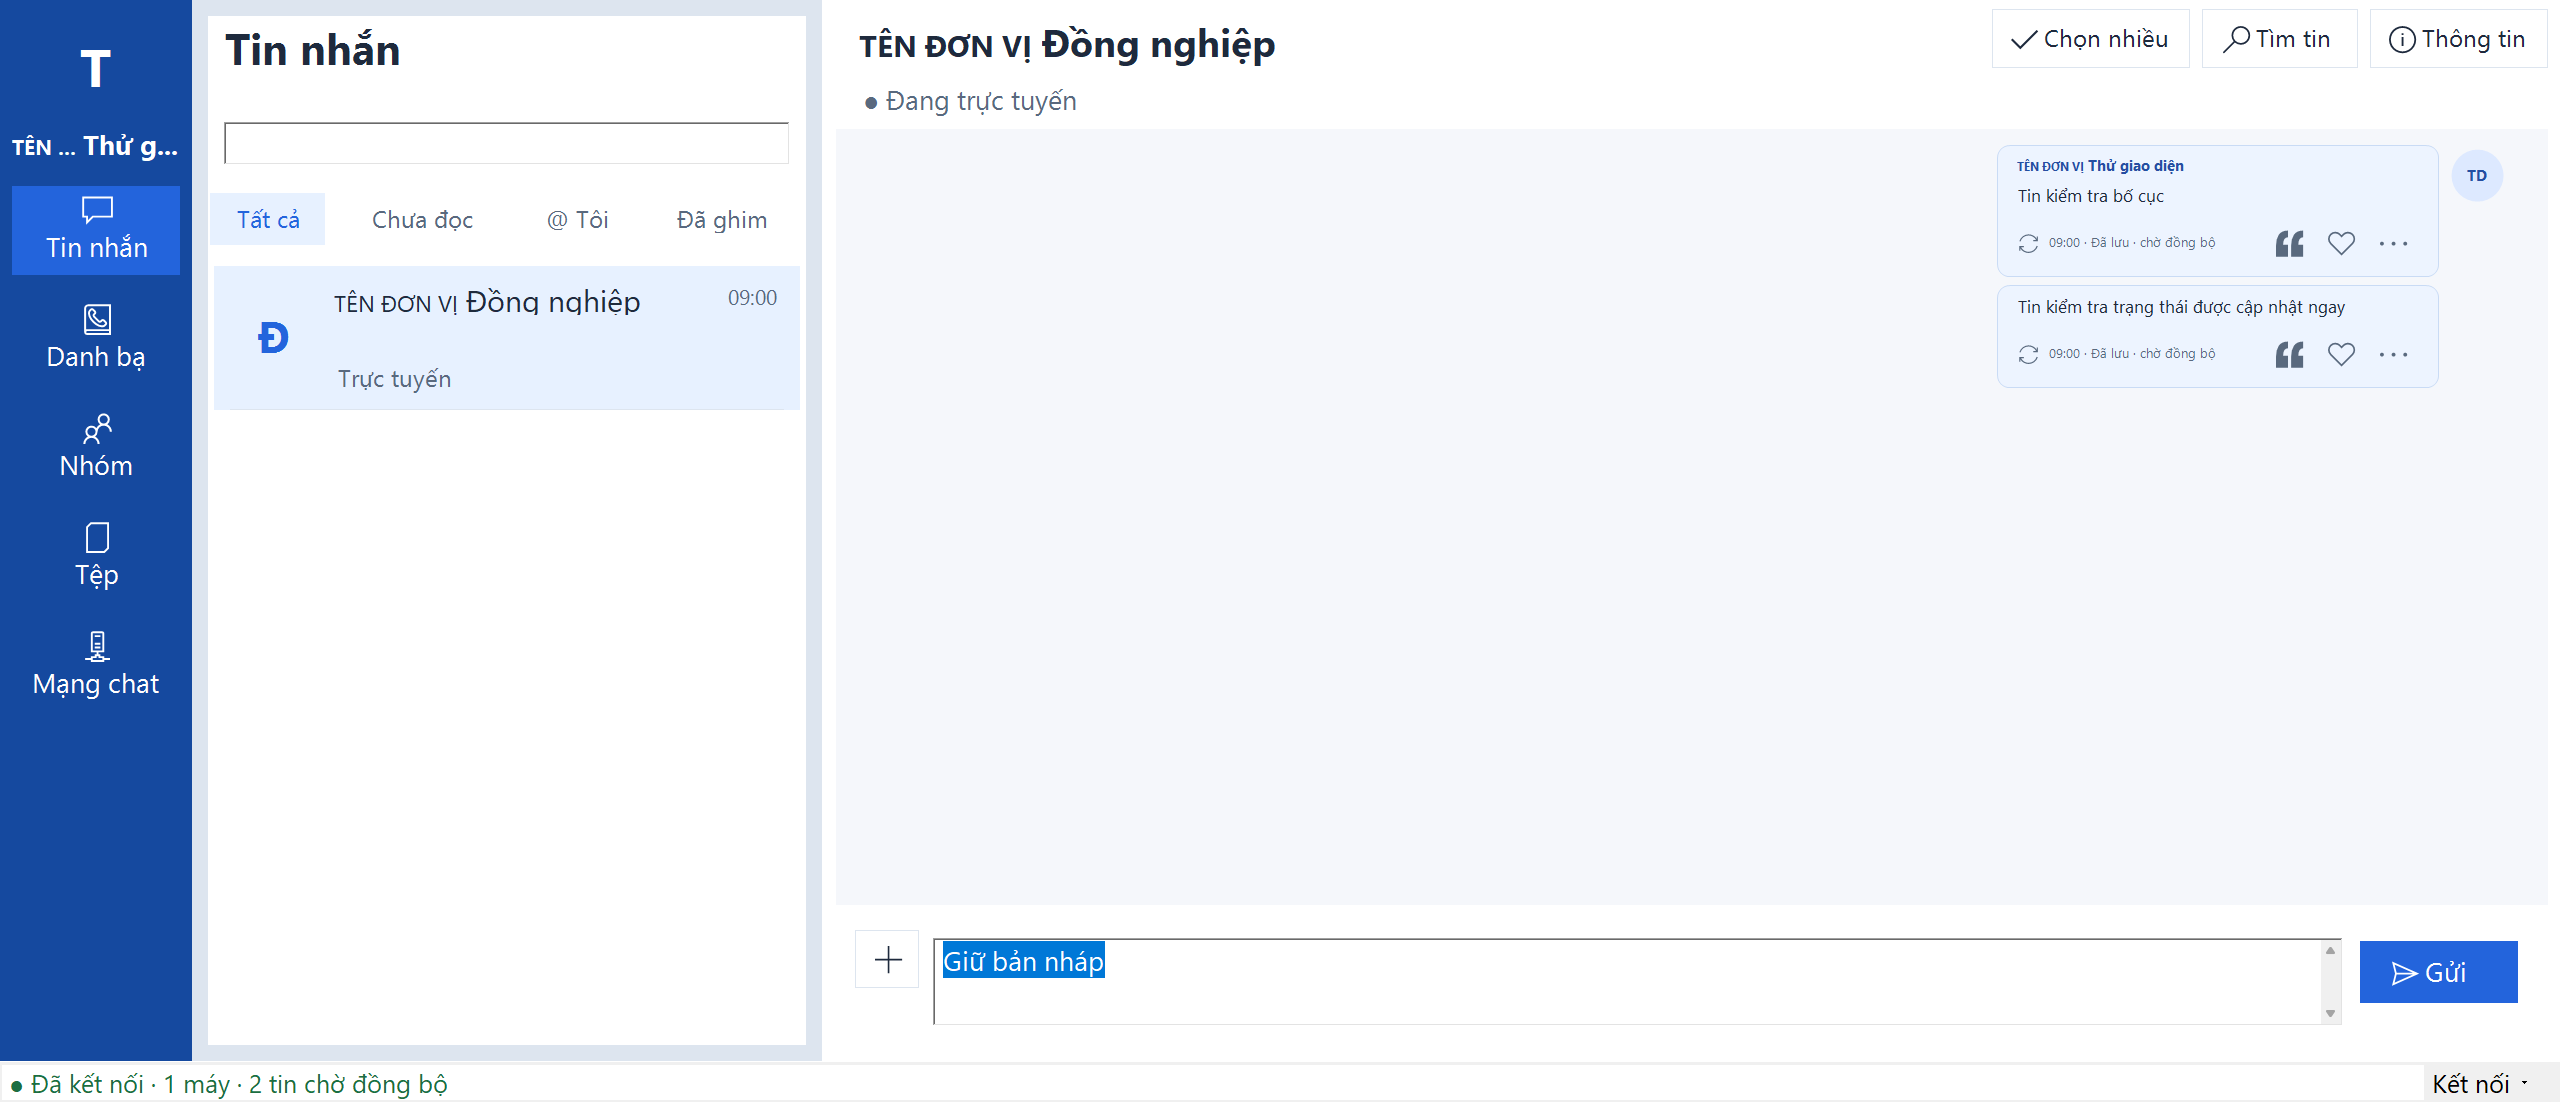 T
TÊN ... Thử g...
Tin nhắn
Danh bạ
Nhóm
Tệp
Mạng chat
Tin nhắn
Tất cả
Chưa đọc
@ Tôi
Đã ghim
Đ
TÊN ĐƠN VỊ Đồng nghiệp
09:00
Trực tuyến
TÊN ĐƠN VỊ Đồng nghiệp
● Đang trực tuyến
Chọn nhiều
Tìm tin
Thông tin
TÊN ĐƠN VỊ Thử giao diện
Tin kiểm tra bố cục
09:00 · Đã lưu · chờ đồng bộ
TD
Tin kiểm tra trạng thái được cập nhật ngay
09:00 · Đã lưu · chờ đồng bộ
Giữ bản nháp
Gửi
● Đã kết nối · 1 máy · 2 tin chờ đồng bộ
Kết nối